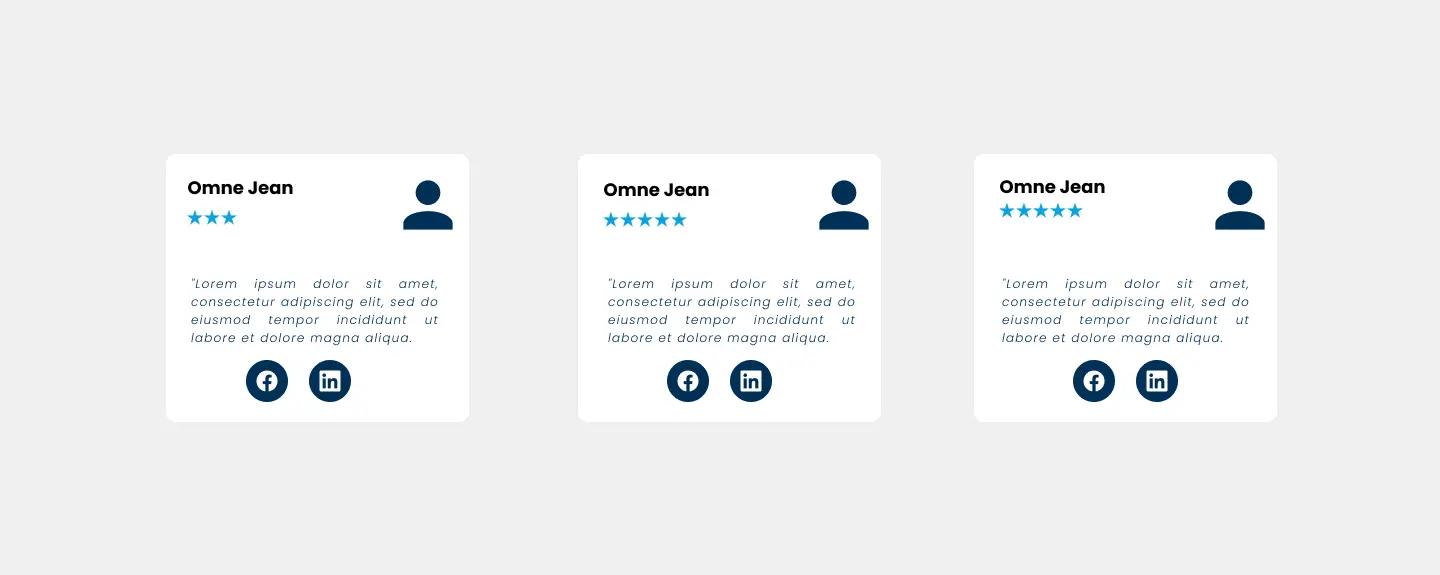 Omne Jean
"Lorem ipsum dolor sit amet,
consectetur adipiscing elit, sed do
eiusmod tempor incididunt ut
labore et dolore magna aliqua.
Omne Jean
"Lorem ipsum dolor sit amet,
consectetur adipiscing elit, sed do
eiusmod tempor incididunt ut
labore et dolore magna aliqua.
Omne Jean
"Lorem ipsum dolor sit amet,
consectetur adipiscing elit, sed do
eiusmod tempor incididunt ut
labore et dolore magna aliqua.